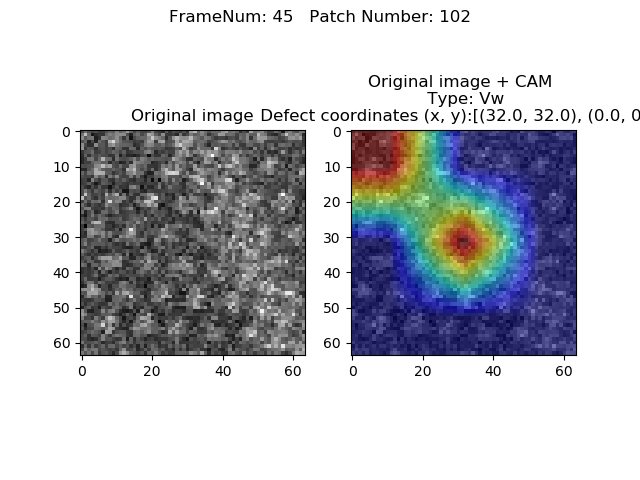 FrameNum: 45   Patch Number: 102
Original image + CAM
Type: Vw
Original image
Defect coordinates (x, y):[(32.0, 32.0), (0.0, 0
0
10
20
30
40
50
60
0 20 40 60
0
10
20
30
40
50
60
0 20 40 60